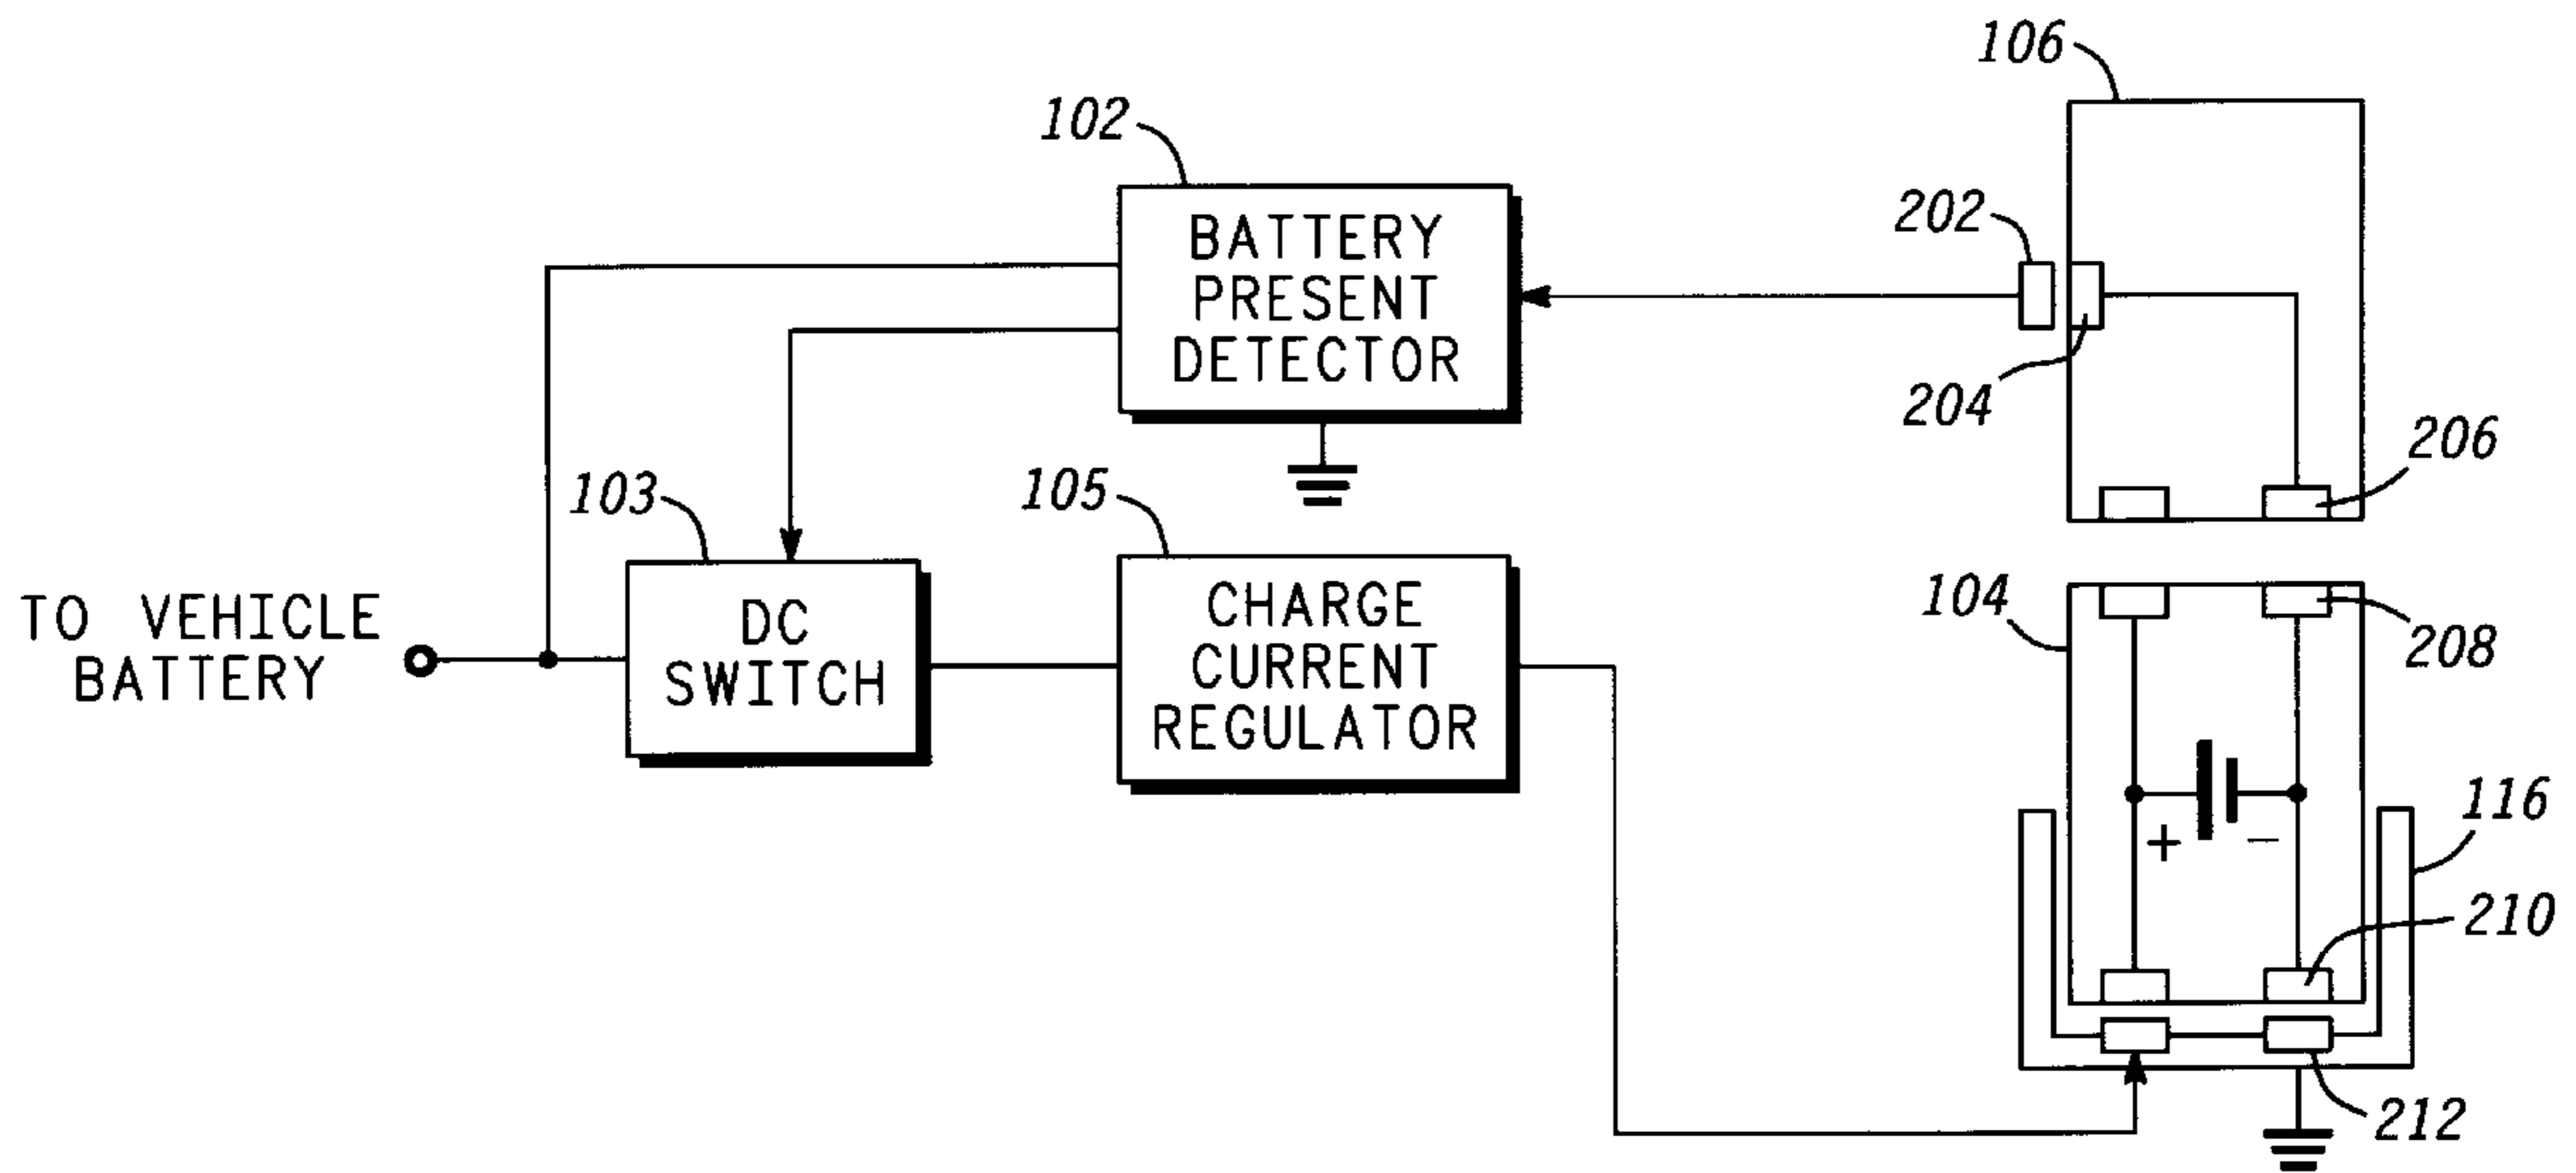 106
102
202
BATTERY
PRESENT
DETECTOR
204
206
103
105
104
TO VEHICLE
BATTERY
DC
SWITCH
CHARGE
CURRENT
REGULATOR
208
116
+ −
210
212